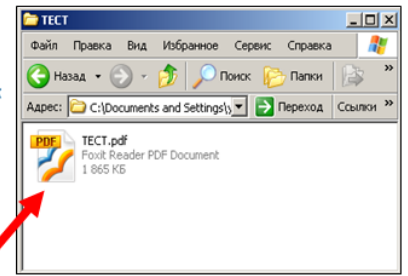 ТЕСТ
Файл Правка Вид Избранное Сервис Справка
Назад Поиск Папки »
Адрес: C:\Documents and Settings\ Переход Ссылки »
PDF
ТЕСТ.pdf
Foxit Reader PDF Document
1 865 КБ